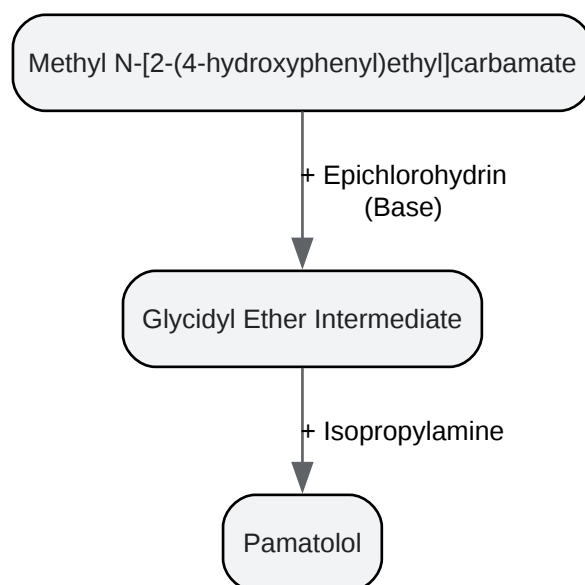 Methyl N-[2-(4-hydroxyphenyl)ethyl]carbamate
+ Epichlorohydrin
(Base)
Glycidyl Ether Intermediate
+ Isopropylamine
Pamatolol